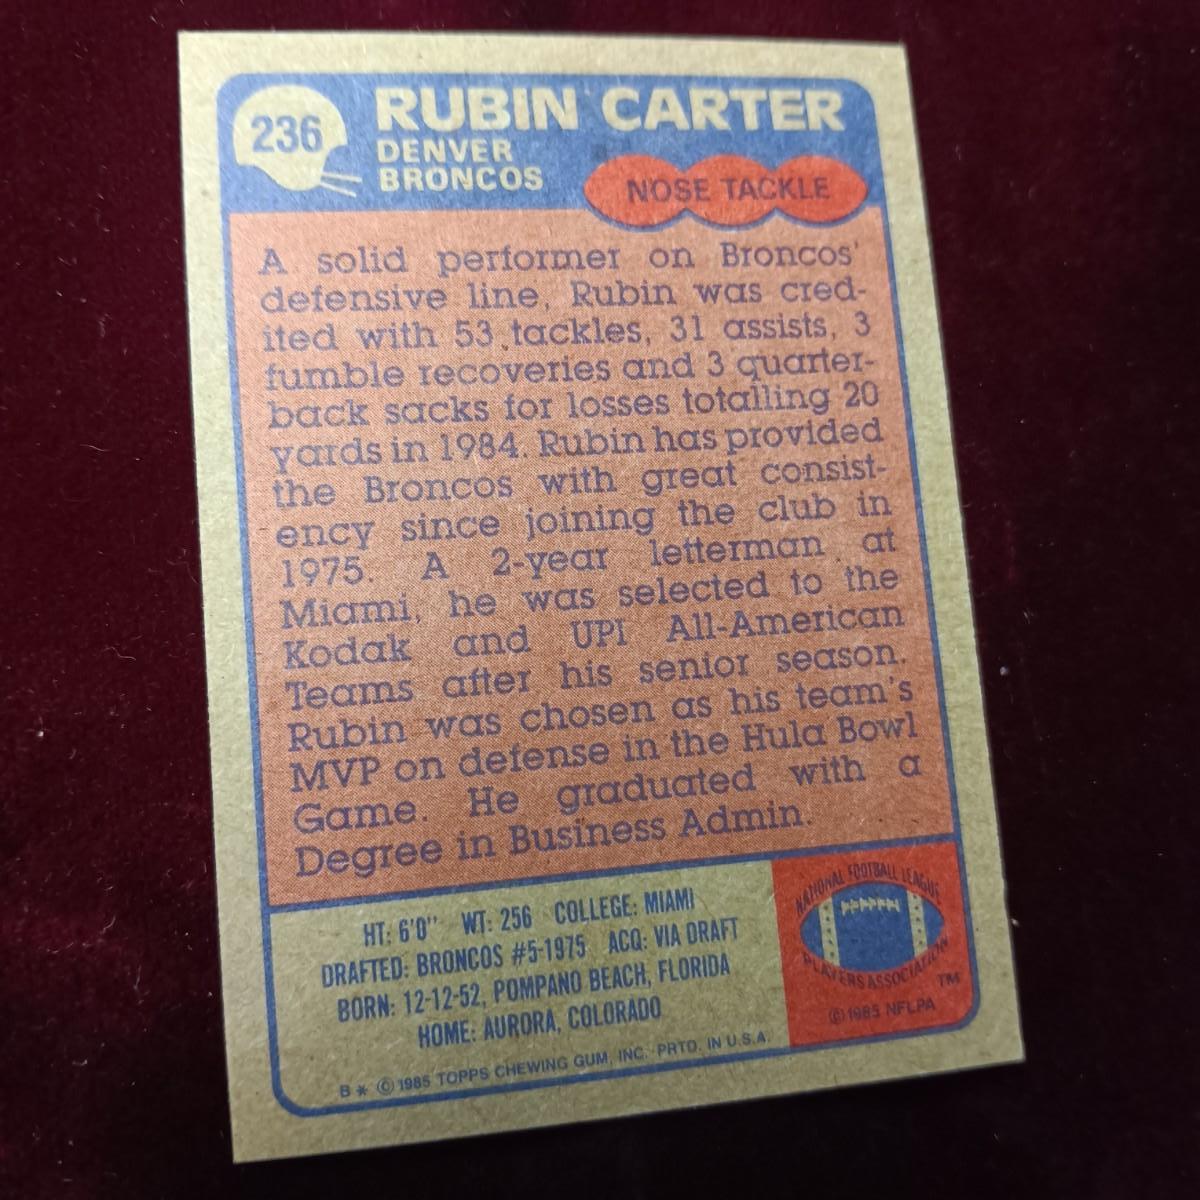 236
RUBIN CARTER
DENVER
BRONCOS
NOSE TACKLE
A solid performer on Broncos'
defensive line, Rubin was cred-
ited with 53 tackles, 31 assists, 3
fumble recoveries and 3 quarter-
back sacks for losses totalling 20
yards in 1984. Rubin has provided
the Broncos with great consist-
ency since joining the club in
1975. A 2-year letterman at
Miami, he was selected to the
Kodak and UPI All-American
Teams after his senior season.
Rubin was chosen as his team's
MVP on defense in the Hula Bowl
Game. He graduated with a
Degree in Business Admin.
HT: 6'0" WT: 256 COLLEGE: MIAMI
DRAFTED: BRONCOS #5-1975 ACQ: VIA DRAFT
BORN: 12-12-52, POMPANO BEACH, FLORIDA
HOME: AURORA, COLORADO
B * © 1985 TOPPS CHEWING GUM, INC. PRTD. IN U.S.A.
NATIONAL FOOTBALL LEAGUE
PLAYERS ASSOCIATION
TM
© 1985 NFLPA